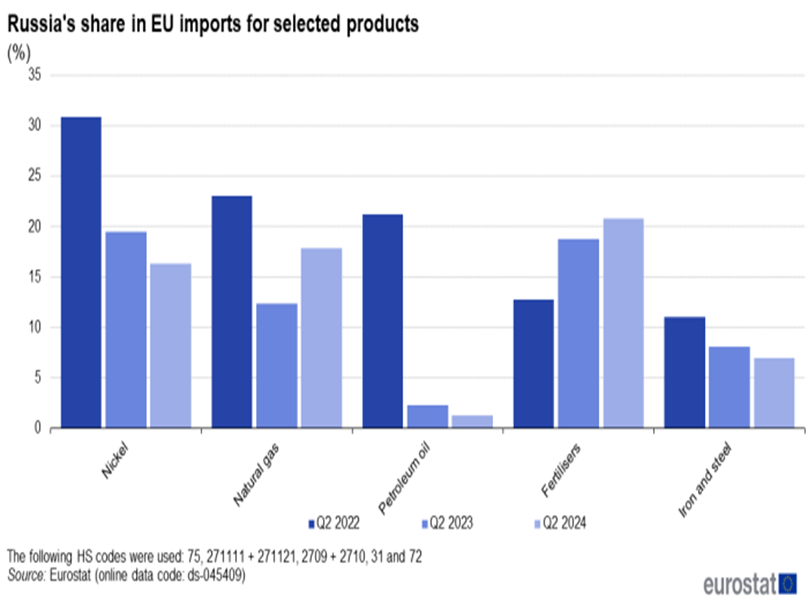 Russia's share in EU imports for selected products
(%)
35
30
25
20
15
10
5
0
Nickel
Natural gas
Petroleum oil
Fertilisers
Iron and steel
Q2 2022 Q2 2023 Q2 2024
The following HS codes were used: 75, 271111 + 271121, 2709 + 2710, 31 and 72
Source: Eurostat (online data code: ds-045409)
eurostat